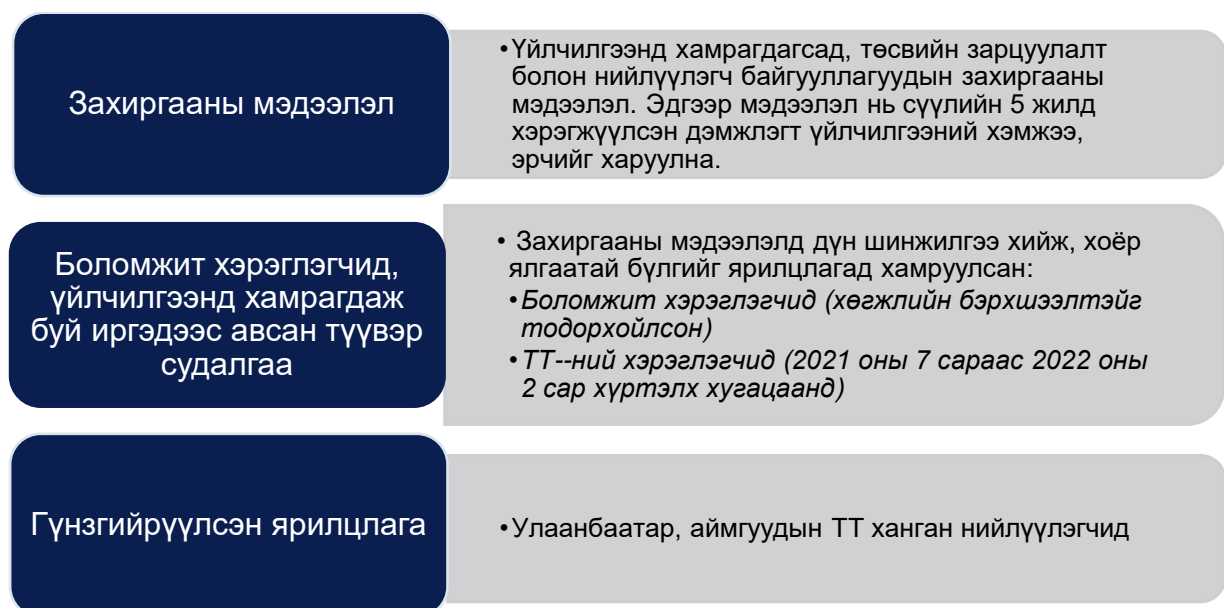 Захиргааны мэдээлэл
•Үйлчилгээнд хамрагдагсад, төсвийн зарцуулалт
болон нийлүүлэгч байгууллагуудын захиргааны
мэдээлэл. Эдгээр мэдээлэл нь сүүлийн 5 жилд
хэрэгжүүлсэн дэмжлэгт үйлчилгээний хэмжээ,
эрчийг харуулна.
Боломжит хэрэглэгчид,
үйлчилгээнд хамрагдаж
буй иргэдээс авсан түүвэр
судалгаа
• Захиргааны мэдээлэлд дүн шинжилгээ хийж, хоёр
ялгаатай бүлгийг ярилцлагад хамруулсан:
•Боломжит хэрэглэгчид (хөгжлийн бэрхшээлтэйг
тодорхойлсон)
•ТТ--ний хэрэглэгчид (2021 оны 7 сараас 2022 оны
2 сар хүртэлх хугацаанд)
Гүнзгийрүүлсэн ярилцлага
•Улаанбаатар, аймгуудын ТТ ханган нийлүүлэгчид